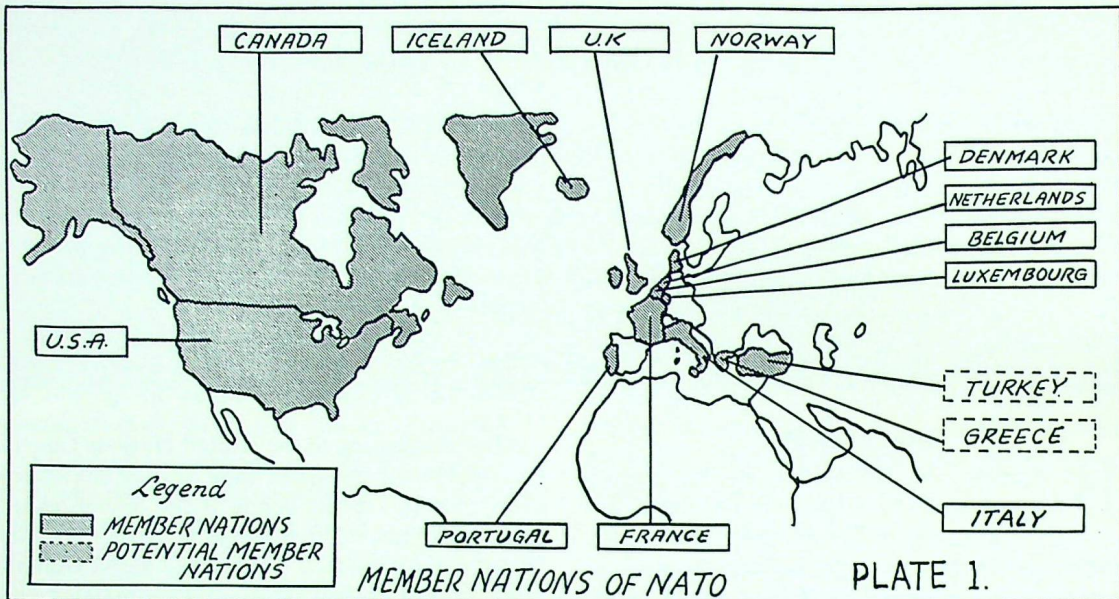 CANADA
ICELAND
U.K
NORWAY
DENMARK
NETHERLANDS
BELGIUM
LUXEMBOURG
U.S.A.
TURKEY
GREECE
ITALY
PORTUGAL
FRANCE
Legend
MEMBER NATIONS
POTENTIAL MEMBER
NATIONS
MEMBER NATIONS OF NATO
PLATE 1.